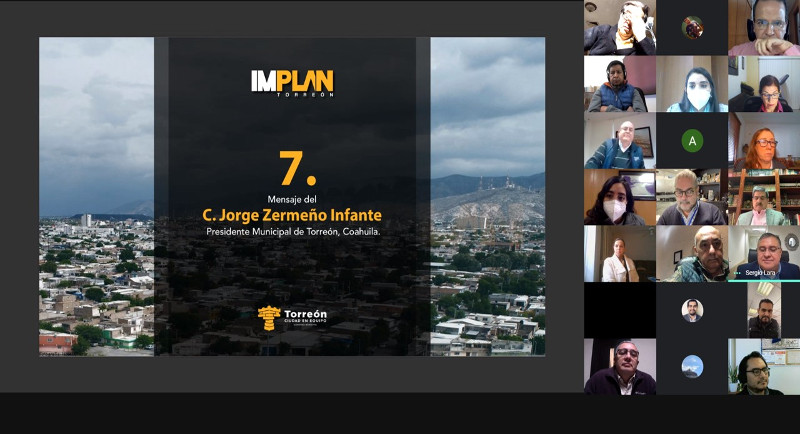 IMPLAN
TORREÓN
7.
Mensaje del
C. Jorge Zermeño Infante
Presidente Municipal de Torreón, Coahuila.
Torreón
CIUDAD EN EQUIPO
A
Sergio Lara